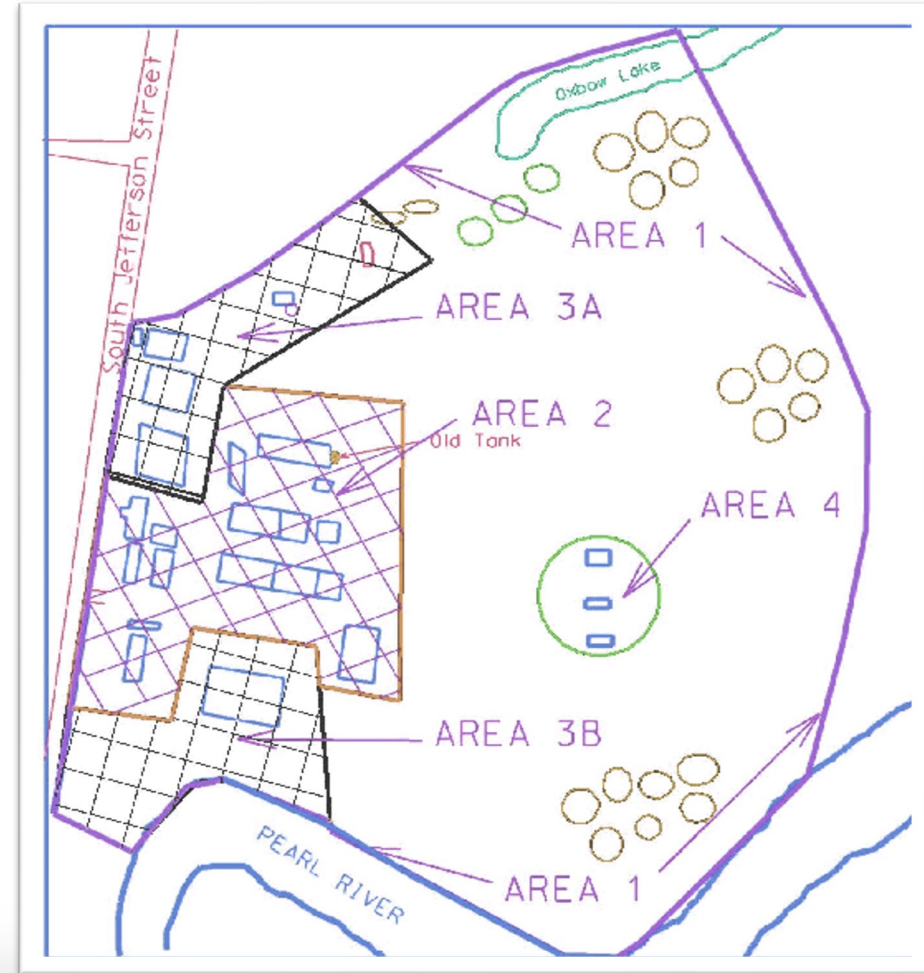 South Jefferson Street
Oxbow Lake
AREA 1
AREA 3A
AREA 2
Old Tank
AREA 4
AREA 3B
PEARL RIVER
AREA 1